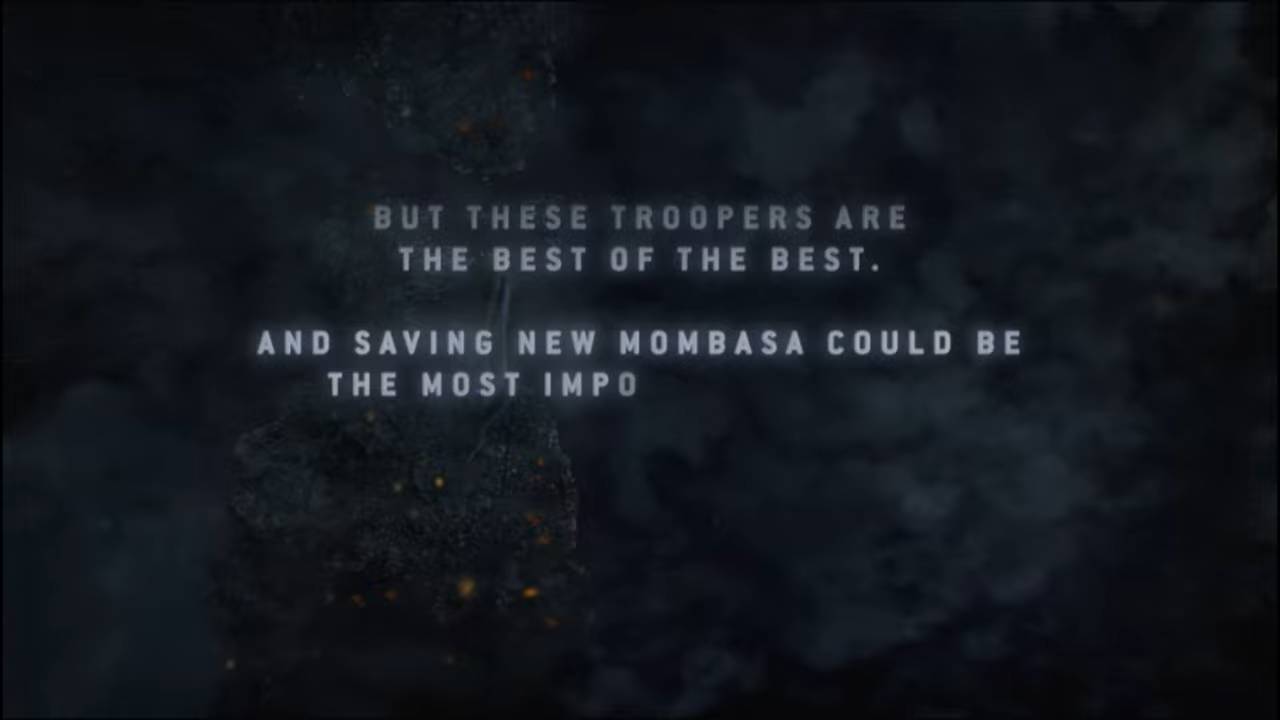 BUT THESE TROOPERS ARE
THE BEST OF THE BEST.
AND SAVING NEW MOMBASA COULD BE
THE MOST IMPO